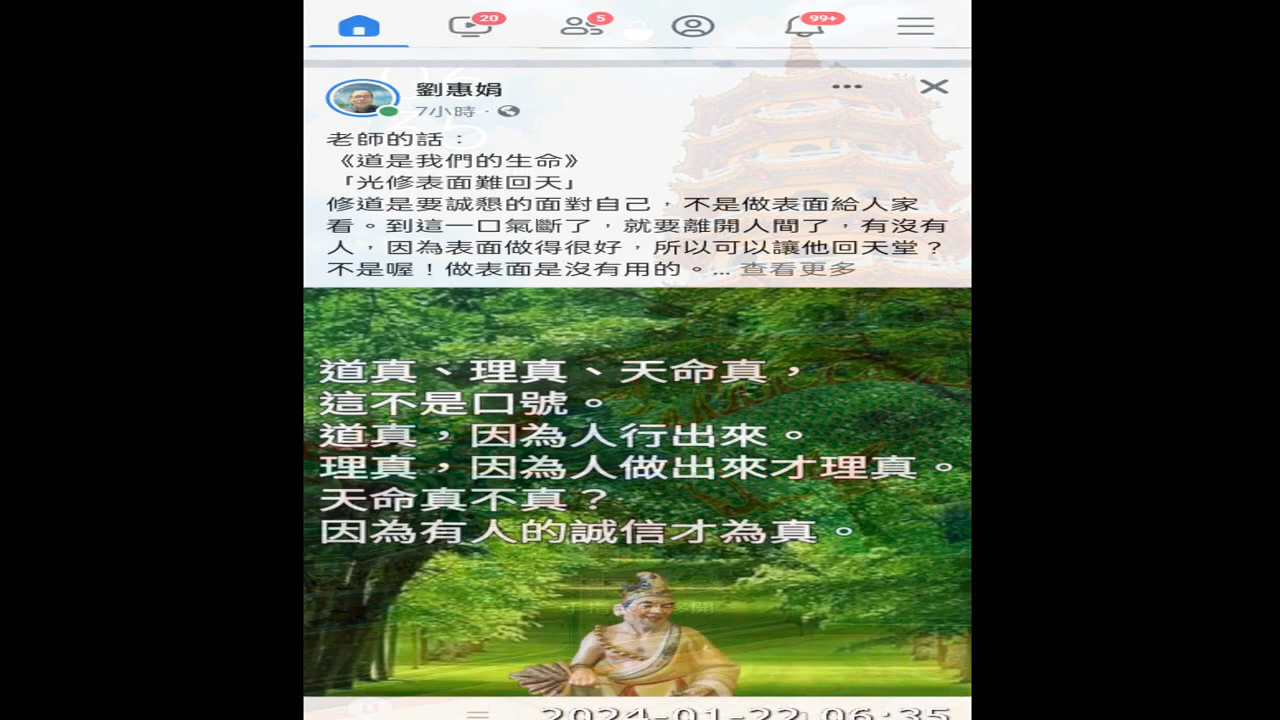 20
5
99+
劉惠娟
7小時
老師的話：
《道是我們的生命》
「光修表面難回天」
修道是要誠懇的面對自己，不是做表面給人家
看。到這一口氣斷了，就要離開人間了，有沒有
人，因為表面做得很好，所以可以讓他回天堂？
不是喔！做表面是沒有用的。... 查看更多
道真、理真、天命真，
這不是口號。
道真，因為人行出來。
理真，因為人做出來才理真。
天命真不真？
因為有人的誠信才為真。
2024-01-22 06:35